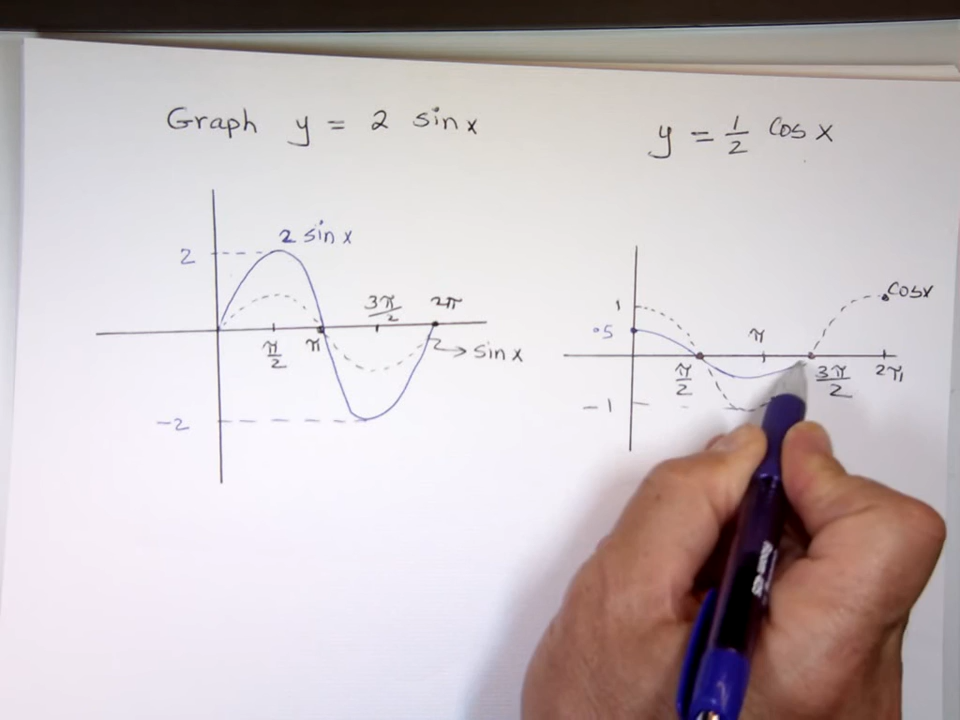 Graph y = 2 sin x
y = 1/2 cos x
2
2 sin x
π/2
π
3π/2
2π
sin x
-2
1
.5
-1
π/2
π
3π/2
2π
cos x